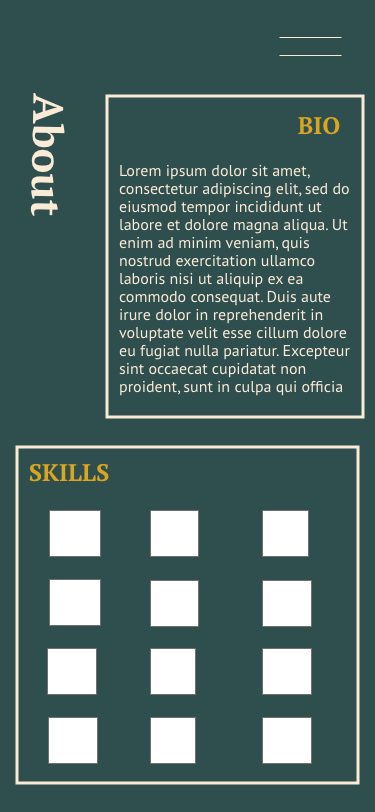 About
BIO
Lorem ipsum dolor sit amet,
consectetur adipiscing elit, sed do
eiusmod tempor incididunt ut
labore et dolore magna aliqua. Ut
enim ad minim veniam, quis
nostrud exercitation ullamco
laboris nisi ut aliquip ex ea
commodo consequat. Duis aute
irure dolor in reprehenderit in
voluptate velit esse cillum dolore
eu fugiat nulla pariatur. Excepteur
sint occaecat cupidatat non
proident, sunt in culpa qui officia
SKILLS